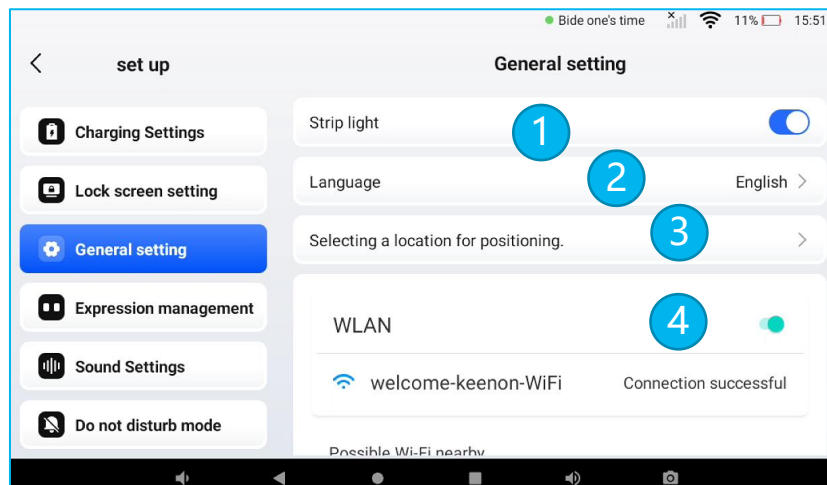 Bide one's time
11%
15:51
set up
General setting
Charging Settings
Lock screen setting
General setting
Expression management
Sound Settings
Do not disturb mode
Strip light
1
Language
2
English
Selecting a location for positioning.
3
WLAN
4
welcome-keenon-WiFi
Connection successful
Possible Wi-Fi nearby